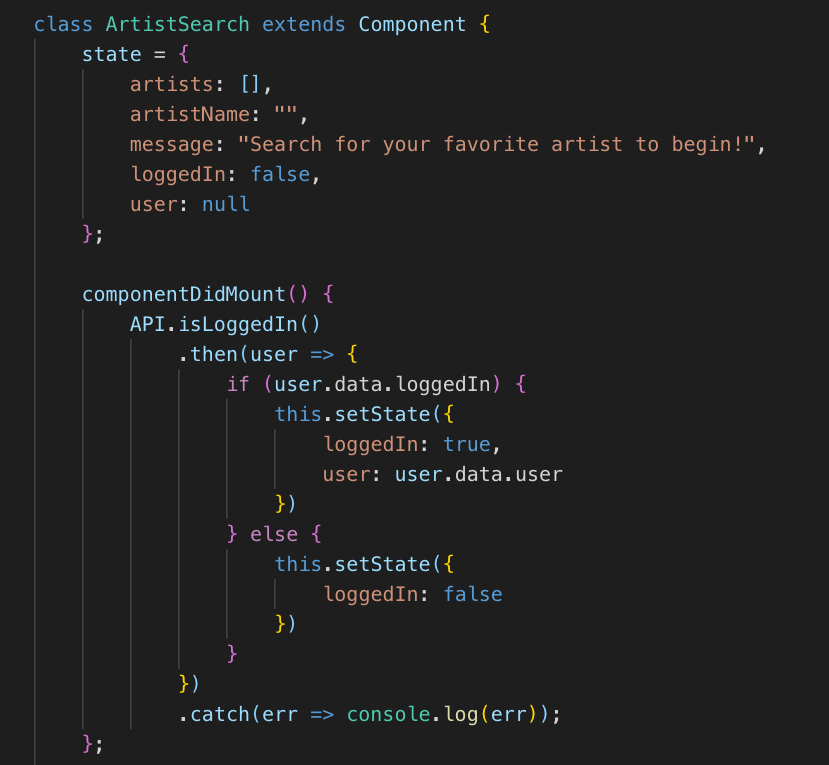 class ArtistSearch extends Component {
    state = {
        artists: [],
        artistName: "",
        message: "Search for your favorite artist to begin!",
        loggedIn: false,
        user: null
    };

    componentDidMount() {
        API.isLoggedIn()
            .then(user => {
                if (user.data.loggedIn) {
                    this.setState({
                        loggedIn: true,
                        user: user.data.user
                    })
                } else {
                    this.setState({
                        loggedIn: false
                    })
                }
            })
            .catch(err => console.log(err));
    };